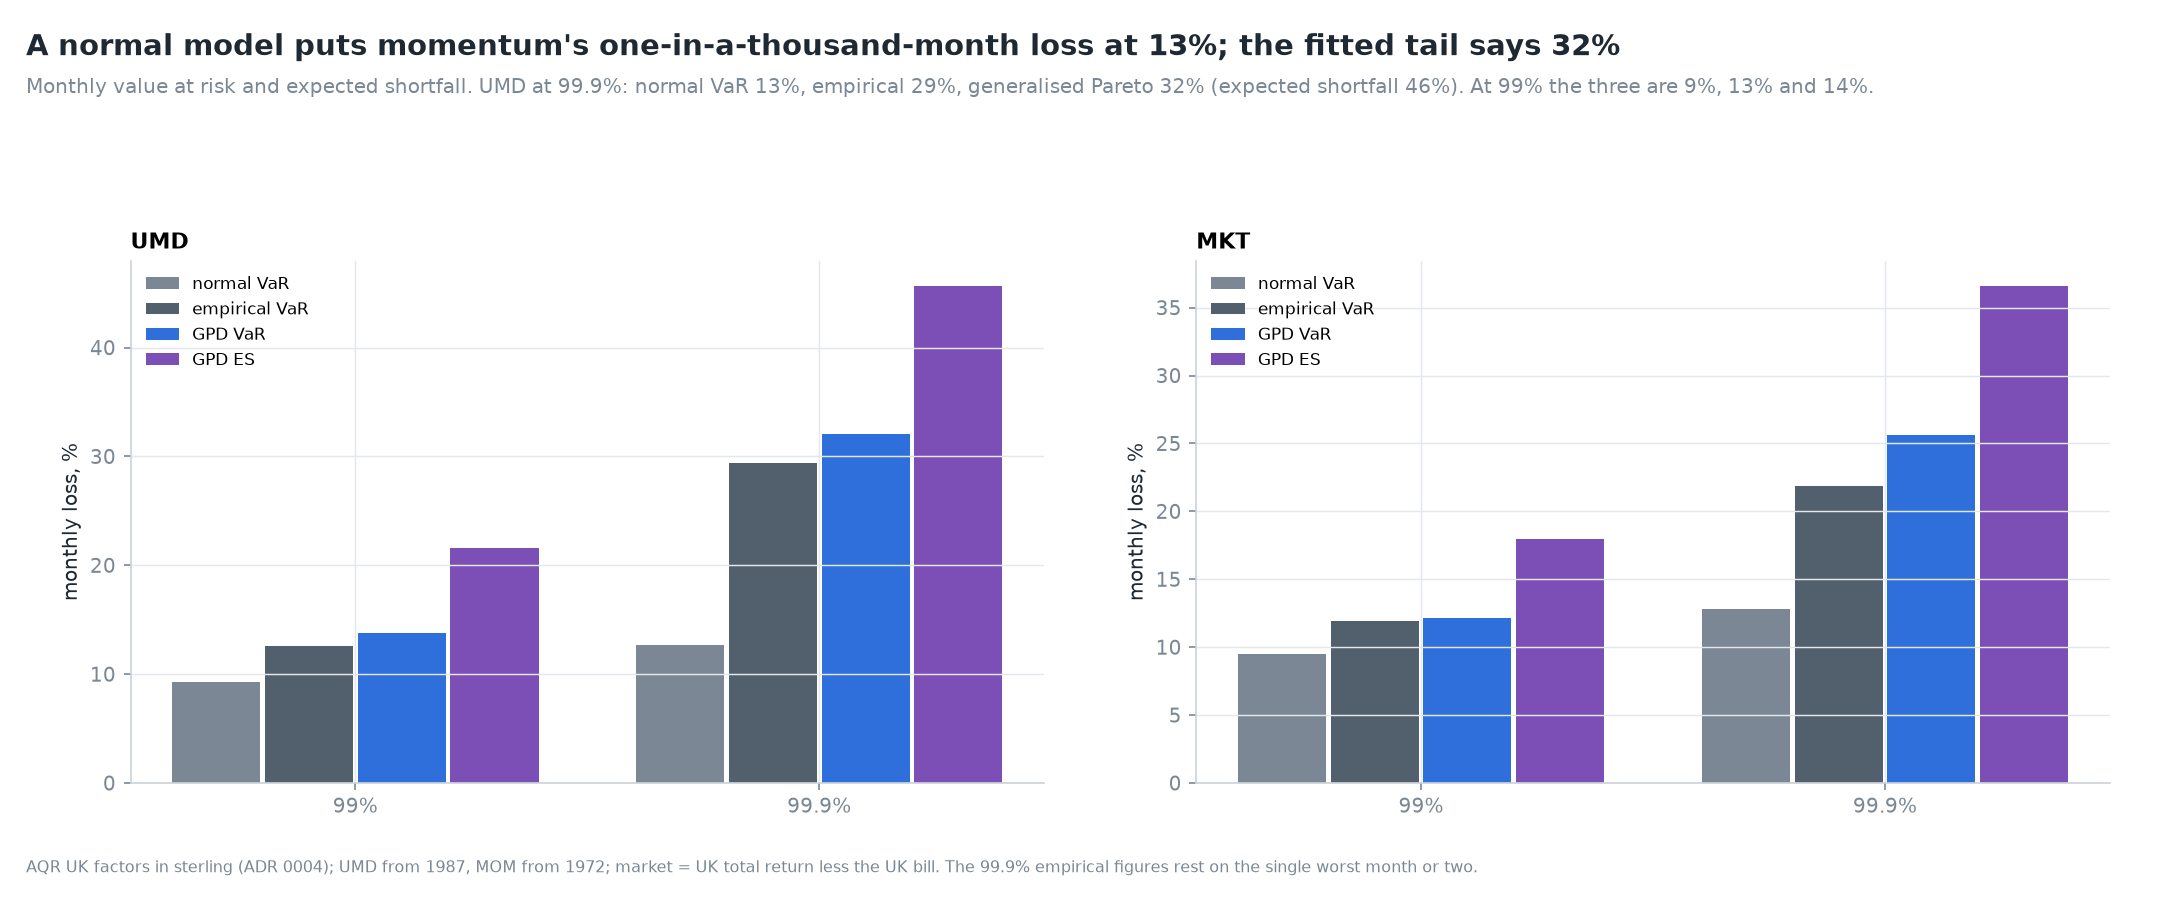 A normal model puts momentum's one-in-a-thousand-month loss at 13%; the fitted tail says 32%
Monthly value at risk and expected shortfall. UMD at 99.9%: normal VaR 13%, empirical 29%, generalised Pareto 32% (expected shortfall 46%). At 99% the three are 9%, 13% and 14%.
UMD
normal VaR
empirical VaR
GPD VaR
GPD ES
monthly loss, %
40
30
20
10
0
99%
99.9%
MKT
normal VaR
empirical VaR
GPD VaR
GPD ES
monthly loss, %
35
30
25
20
15
10
5
0
99%
99.9%
AQR UK factors in sterling (ADR 0004); UMD from 1987, MOM from 1972; market = UK total return less the UK bill. The 99.9% empirical figures rest on the single worst month or two.